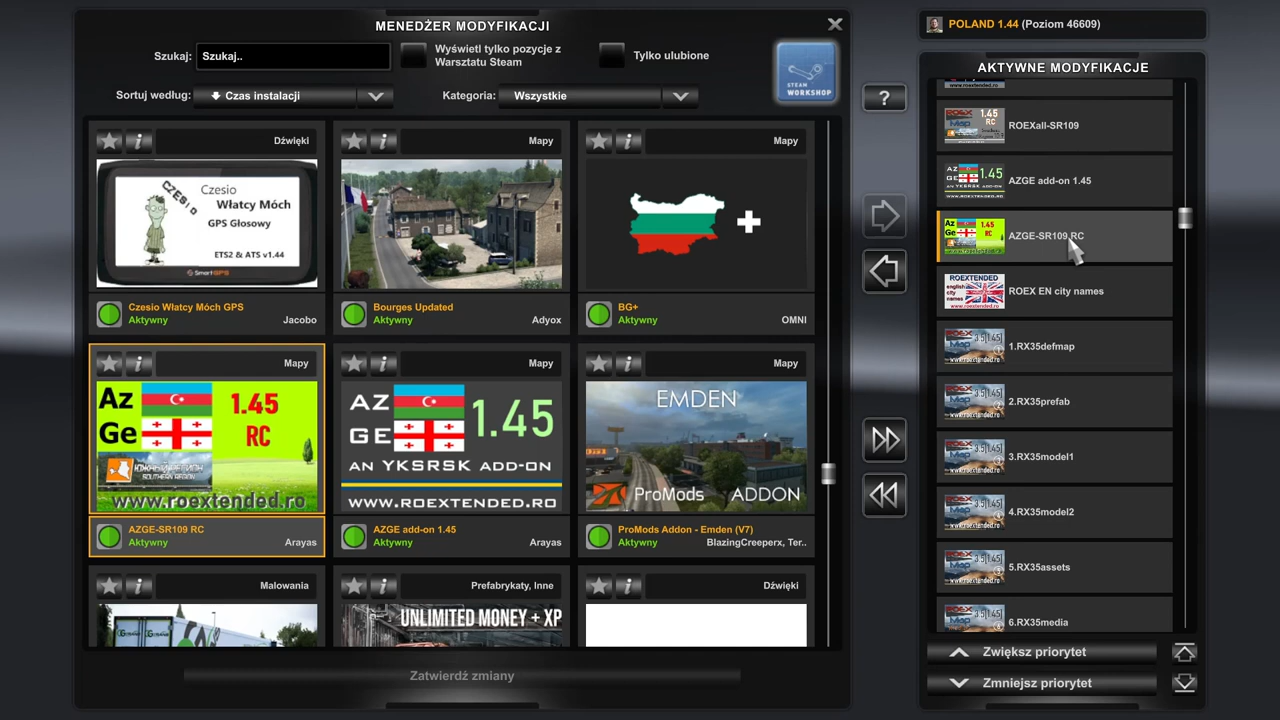 MENEDŻER MODYFIKACJI
Szukaj:
Szukaj..
Wyświetl tylko pozycje z
Warsztatu Steam
Tylko ulubione
STEAM
WORKSHOP
Sortuj według:
Czas instalacji
Kategoria:
Wszystkie
Dźwięki
Mapy
Mapy
CZESIO
Czesio
Włatcy Móch
GPS Głosowy
ETS2 & ATS v1.44
SmartGPS
Czesio Włatcy Móch GPS
Aktywny
Jacobo
Bourges Updated
Aktywny
Adyox
BG+
Aktywny
OMNI
Mapy
Mapy
Mapy
Az
Ge
1.45
RC
SOUTHERN REGION
www.roextended.ro
AZ
GE
1.45
AN YKSRSK ADD-ON
WWW.ROEXTENDED.RO
EMDEN
ProMods
ADDON
AZGE-SR109 RC
Aktywny
Arayas
AZGE add-on 1.45
Aktywny
Arayas
ProMods Addon - Emden (V7)
Aktywny
BlazingCreeperx, Ter..
Malowania
Prefabrykaty, Inne
Dźwięki
UNLIMITED MONEY + XP
?
POLAND 1.44 (Poziom 46609)
AKTYWNE MODYFIKACJE
ROEXall-SR109
AZGE add-on 1.45
AZGE-SR109 RC
ROEX EN city names
1.RX35defmap
2.RX35prefab
3.RX35model1
4.RX35model2
5.RX35assets
6.RX35media
Zwiększ priorytet
Zmniejsz priorytet
Zatwierdź zmiany